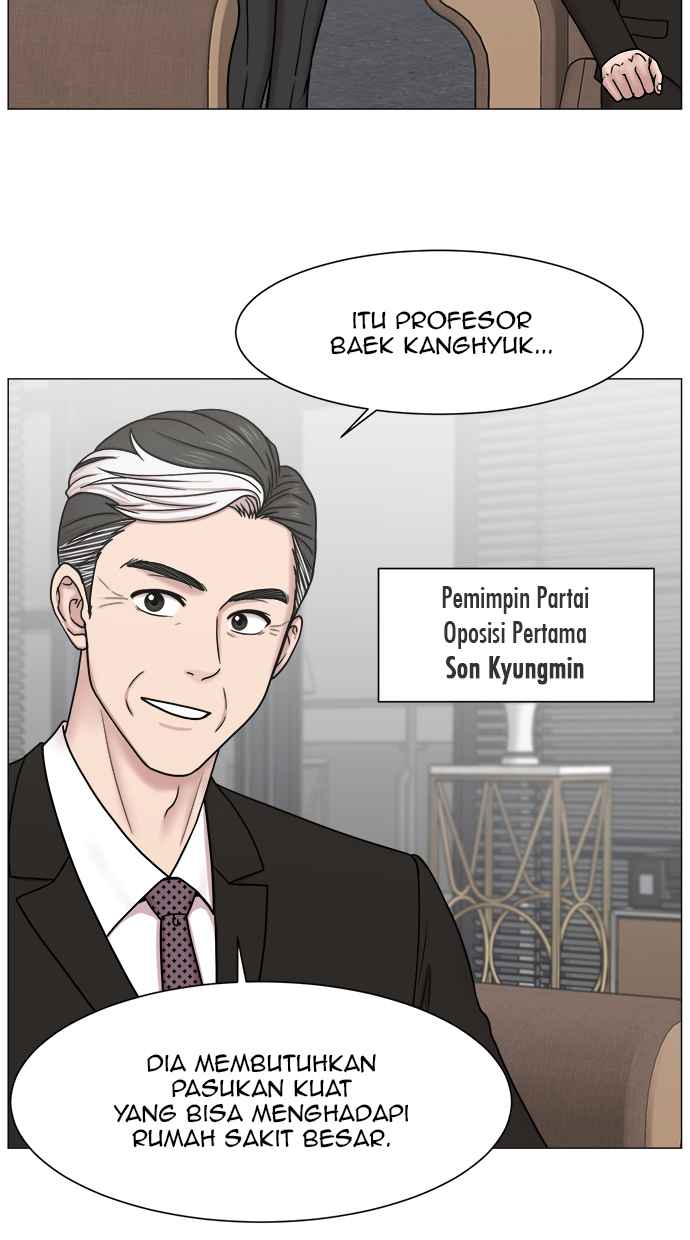 ITU PROFESOR
BAEK KANGHYUK...
Pemimpin Partai
Oposisi Pertama
Son Kyungmin
DIA MEMBUTUHKAN
PASUKAN KUAT
YANG BISA MENGHADAPI
RUMAH SAKIT BESAR.